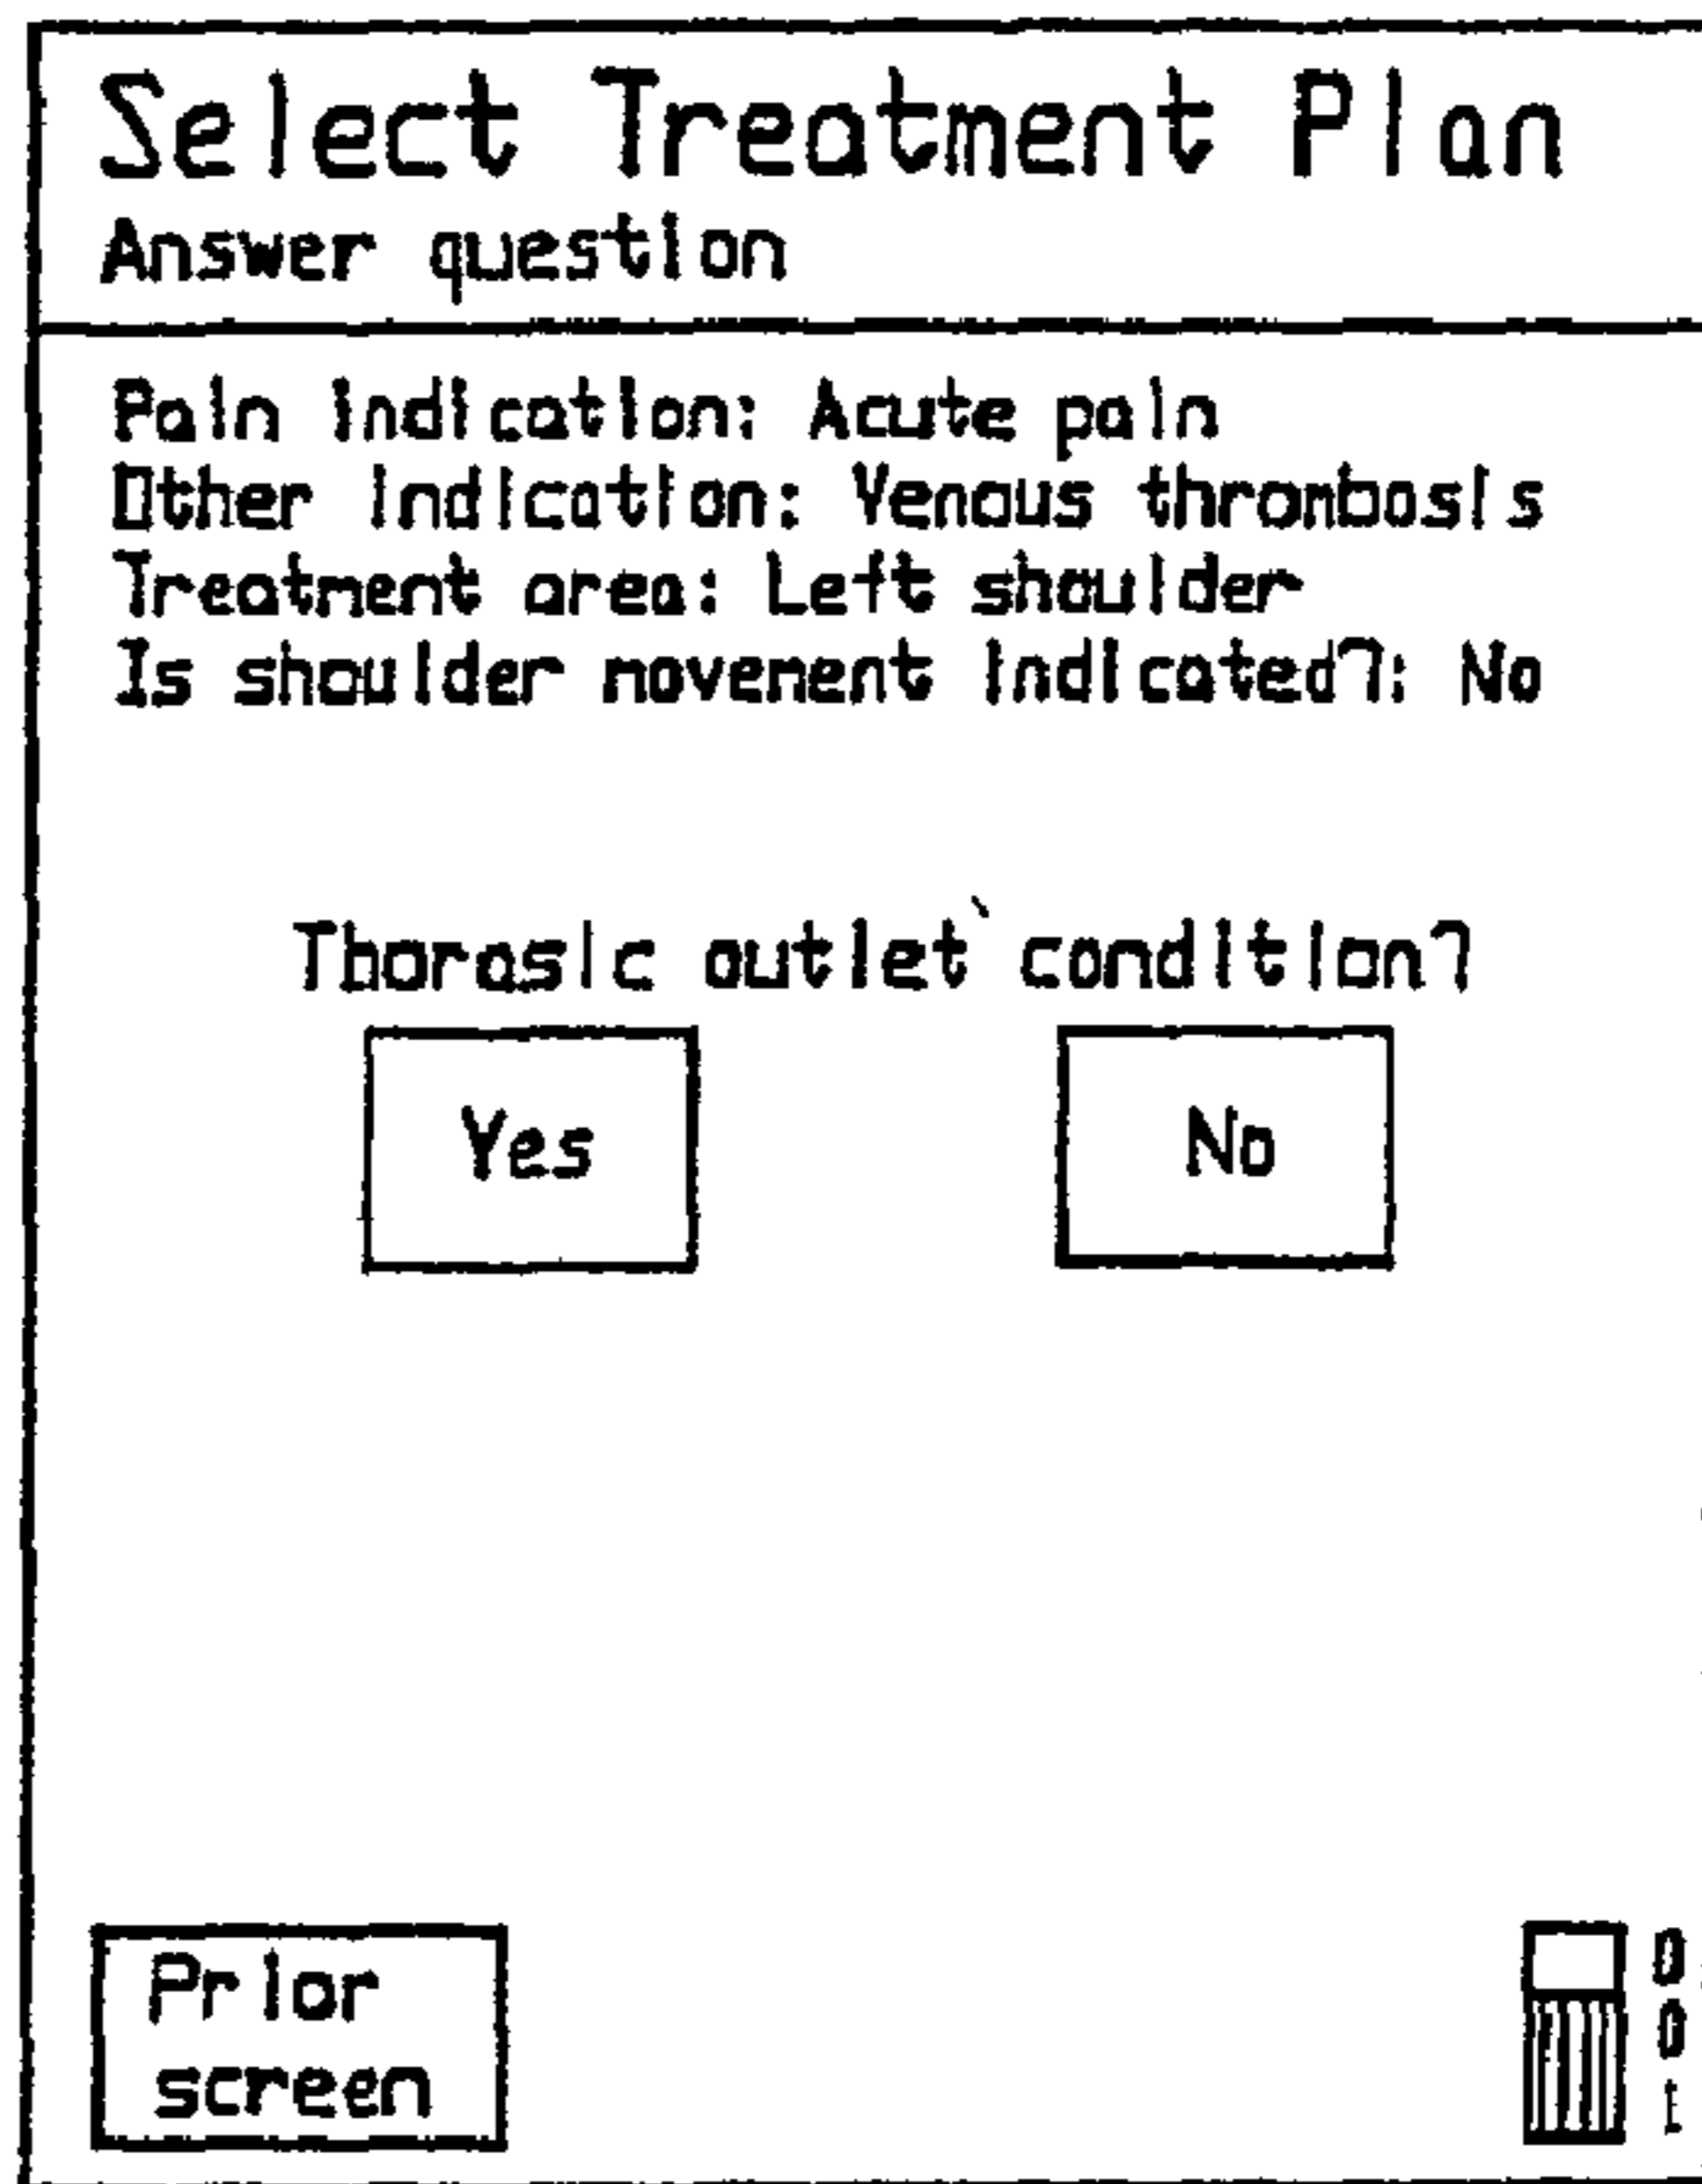 Select Treatment Plan
Answer question
Pain indication: Acute pain
Other indication: Venous thrombosis
Treatment area: Left shoulder
Is shoulder movement indicated?: No
Thorasic outlet condition?
Yes
No
Prior
screen